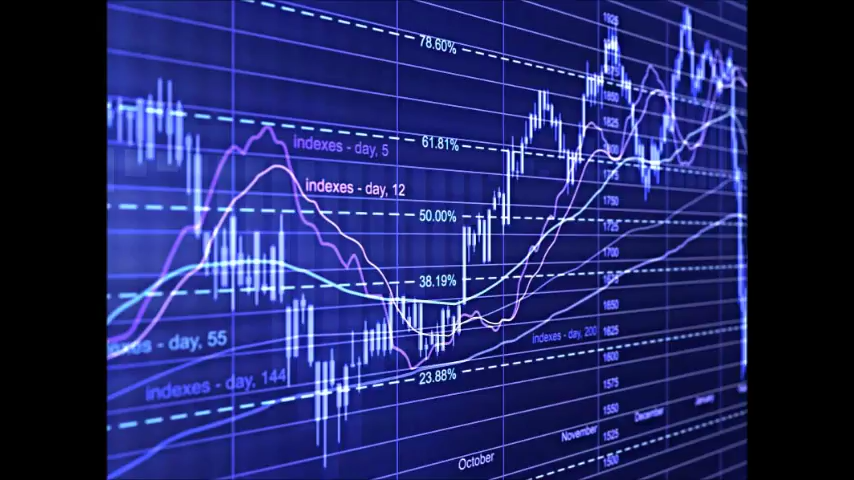 78.60%
indexes - day, 5
61.81%
indexes - day, 12
50.00%
38.19%
indexes - day, 55
indexes - day, 144
indexes - day, 200
23.88%
October
November
December
January
1925
1850
1825
1800
1775
1750
1725
1700
1675
1650
1625
1600
1575
1550
1525
1500